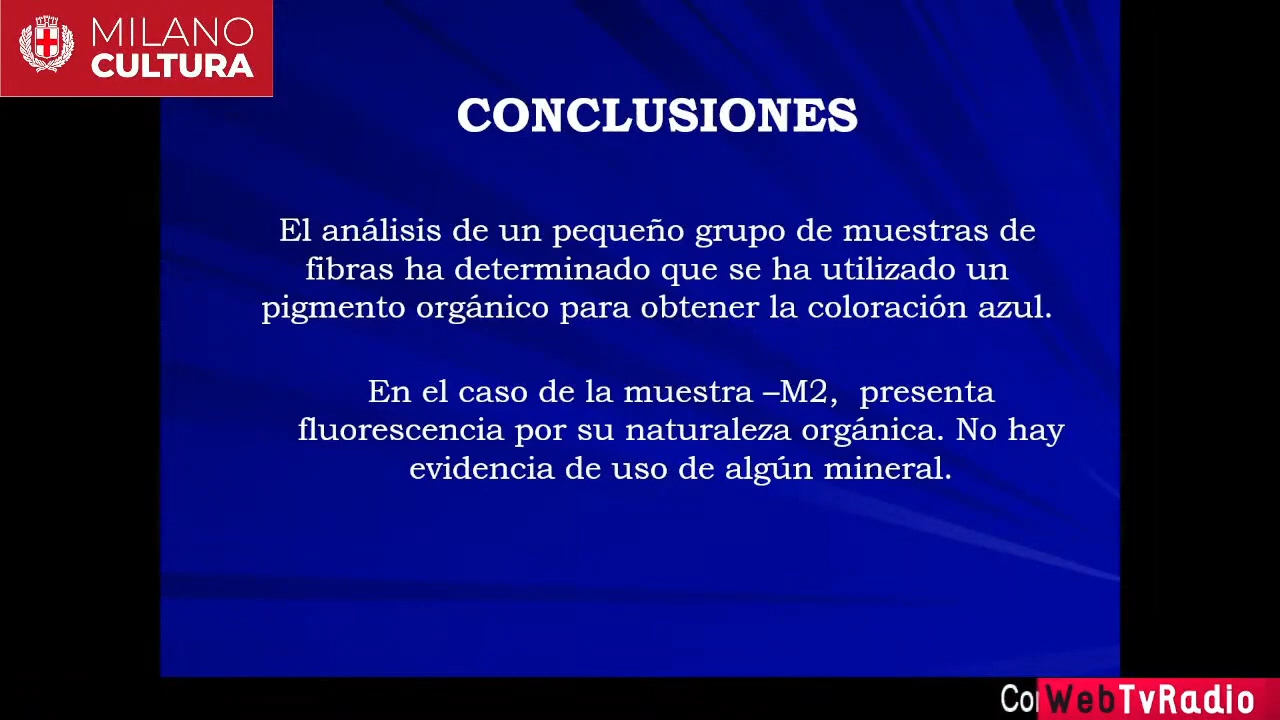 MILANO
CULTURA
CONCLUSIONES
El análisis de un pequeño grupo de muestras de
fibras ha determinado que se ha utilizado un
pigmento orgánico para obtener la coloración azul.
En el caso de la muestra –M2,  presenta
fluorescencia por su naturaleza orgánica. No hay
evidencia de uso de algún mineral.
WebTvRadio